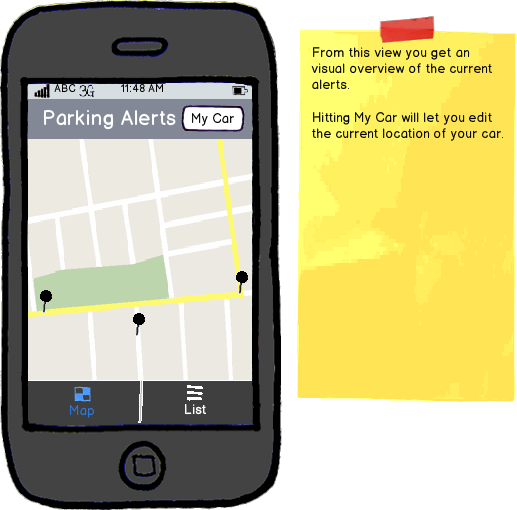 ABC 3G 11:48 AM
Parking Alerts My Car
Map List
From this view you get an
visual overview of the current
alerts.
Hitting My Car will let you edit
the current location of your car.